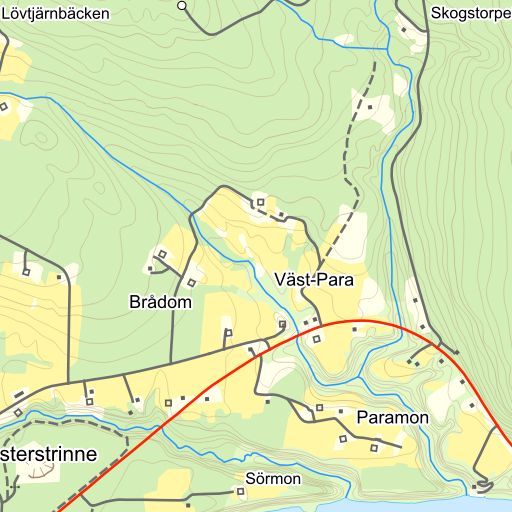 Lövtjärnbäcken
Skogstorpe
Väst-Para
Brådom
Paramon
sterstrinne
Sörmon